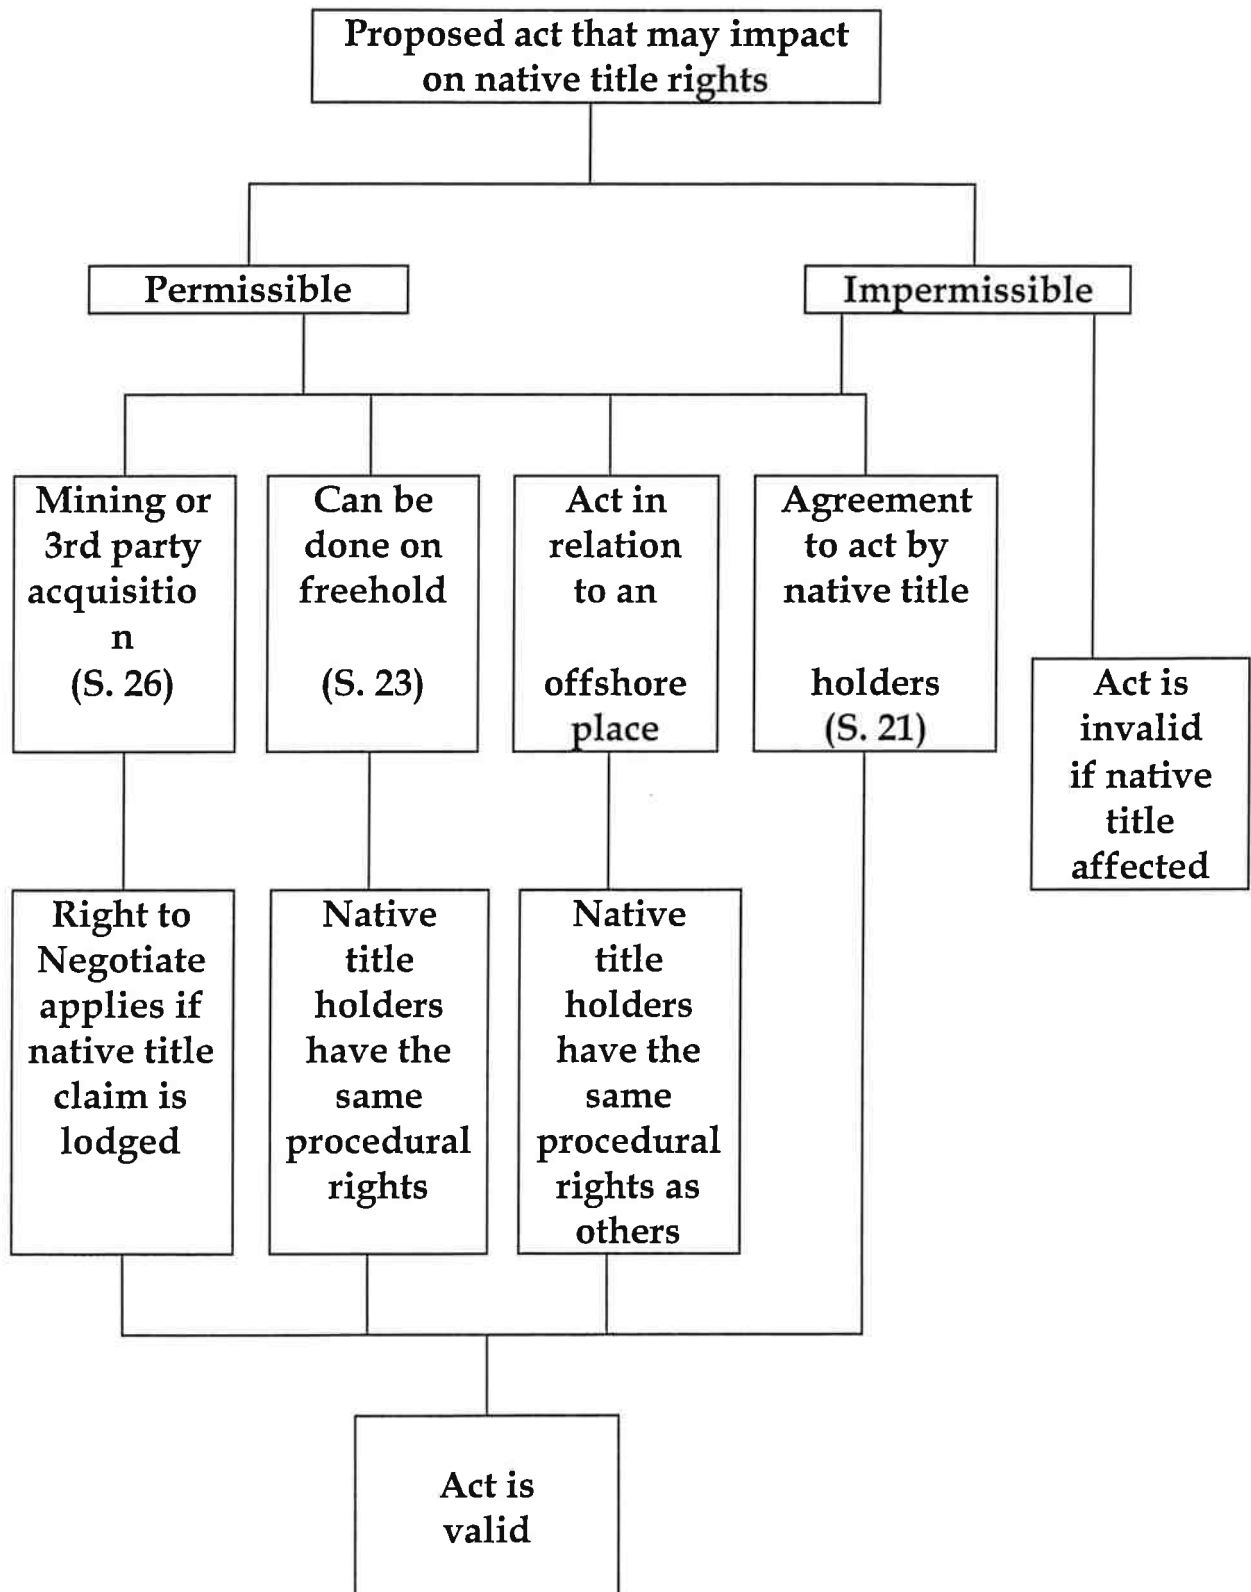 Proposed act that may impact
on native title rights
Permissible
Impermissible
Mining or
3rd party
acquisitio
n
(S. 26)
Can be
done on
freehold
(S. 23)
Act in
relation
to an
offshore
place
Agreement
to act by
native title
holders
(S. 21)
Act is
invalid
if native
title
affected
Right to
Negotiate
applies if
native title
claim is
lodged
Native
title
holders
have the
same
procedural
rights
Native
title
holders
have the
same
procedural
rights as
others
Act is
valid